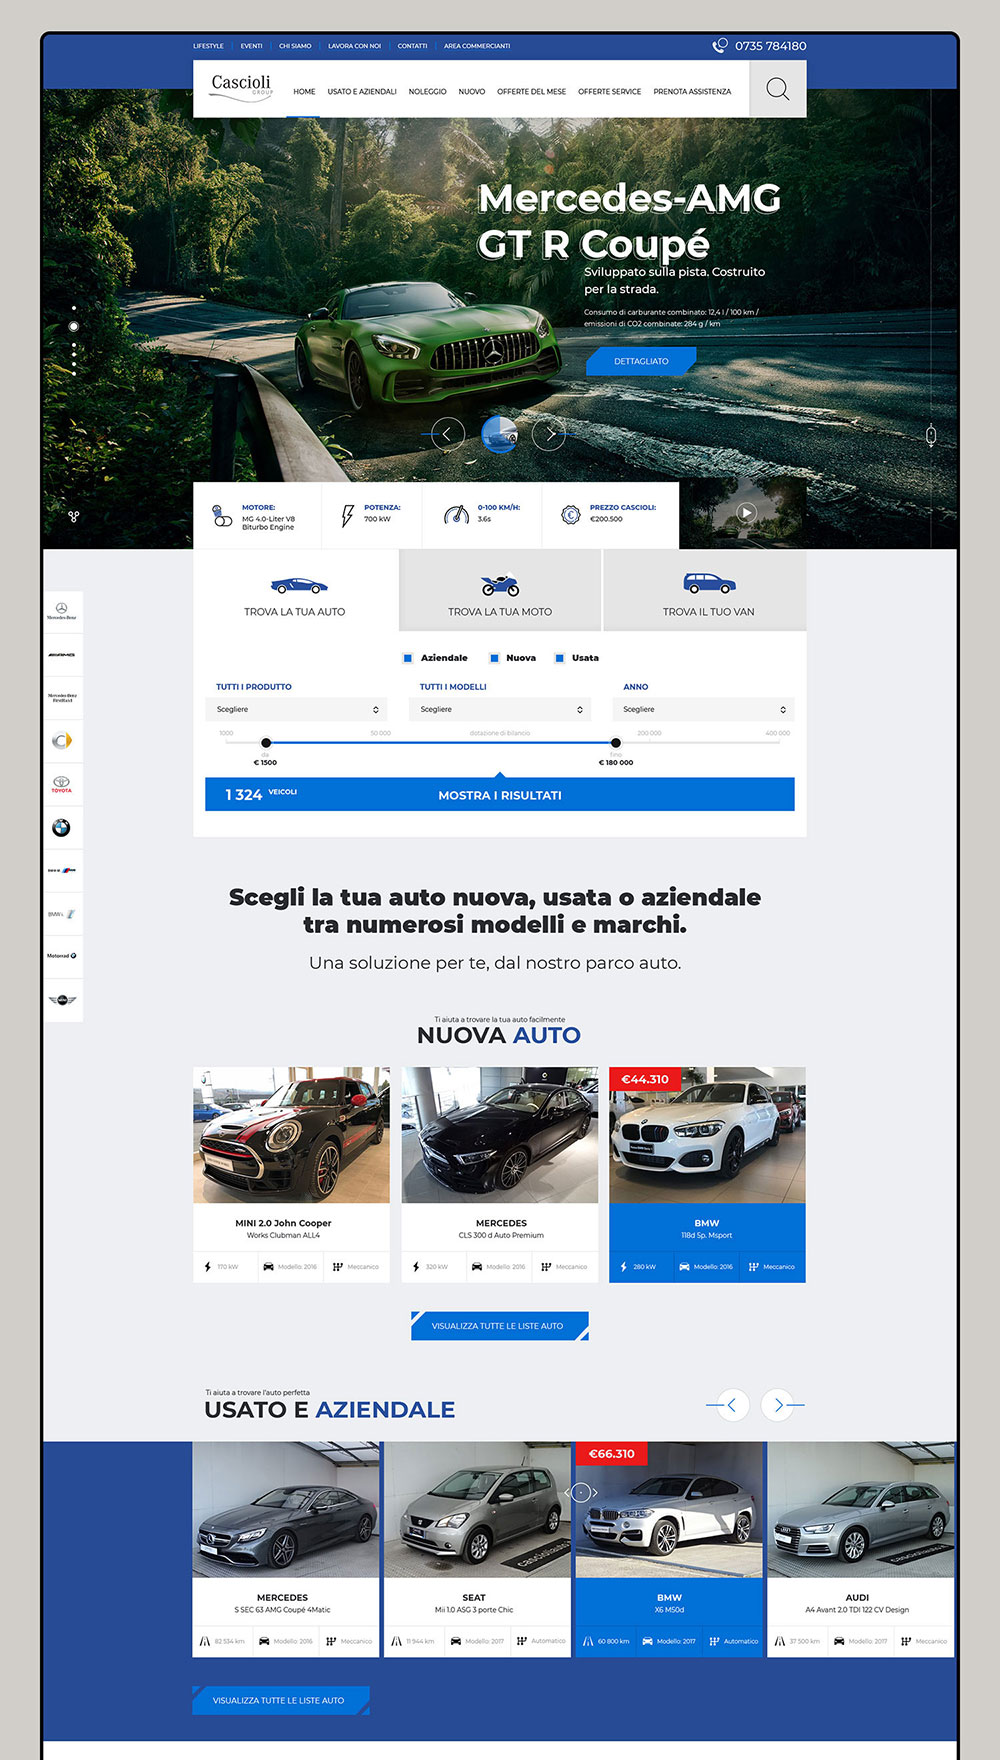 LIFESTYLE EVENTI CHI SIAMO LAVORA CON NOI CONTATTI AREA COMMERCIANTI 0735 784180
Cascioli
GROUP
HOME USATO E AZIENDALI NOLEGGIO NUOVO OFFERTE DEL MESE OFFERTE SERVICE PRENOTA ASSISTENZA
Mercedes-AMG
GT R Coupé
Sviluppato sulla pista. Costruito
per la strada.
Consumo di carburante combinato: 12,4 l / 100 km /
emissioni di CO2 combinate: 284 g / km
DETTAGLIATO
MOTORE:
MG 4.0-Liter V8
Biturbo Engine
POTENZA:
700 kW
0-100 KM/H:
3.6s
PREZZO CASCIOLI:
€200.500
TROVA LA TUA AUTO
TROVA LA TUA MOTO
TROVA IL TUO VAN
Mercedes-Benz
AMG
TOYOTA
Motorrad
Aziendale Nuova Usata
TUTTI I PRODUTTO TUTTI I MODELLI ANNO
Scegliere Scegliere Scegliere
1000 50 000 dotazione di bilancio 200 000 400 000
da fino
€ 1500 € 180 000
1 324 VEICOLI MOSTRA I RISULTATI
Scegli la tua auto nuova, usata o aziendale
tra numerosi modelli e marchi.
Una soluzione per te, dal nostro parco auto.
Ti aiuta a trovare la tua auto facilmente
NUOVA AUTO
€44.310
MINI 2.0 John Cooper
Works Clubman ALL4
170 kW Modello: 2016 Meccanico
MERCEDES
CLS 300 d Auto Premium
320 kW Modello: 2016 Meccanico
BMW
118d 5p. Msport
280 kW Modello: 2016 Meccanico
VISUALIZZA TUTTE LE LISTE AUTO
Ti aiuta a trovare l'auto perfetta
USATO E AZIENDALE
€66.310
MERCEDES
S SEC 63 AMG Coupé 4Matic
82 534 km Modello: 2016 Meccanico
SEAT
Mii 1.0 ASG 3 porte Chic
11 944 km Modello: 2017 Automatico
BMW
X6 M50d
60 800 km Modello: 2017 Automatico
AUDI
A4 Avant 2.0 TDI 122 CV Design
37 500 km Modello: 2017 Meccanico
VISUALIZZA TUTTE LE LISTE AUTO